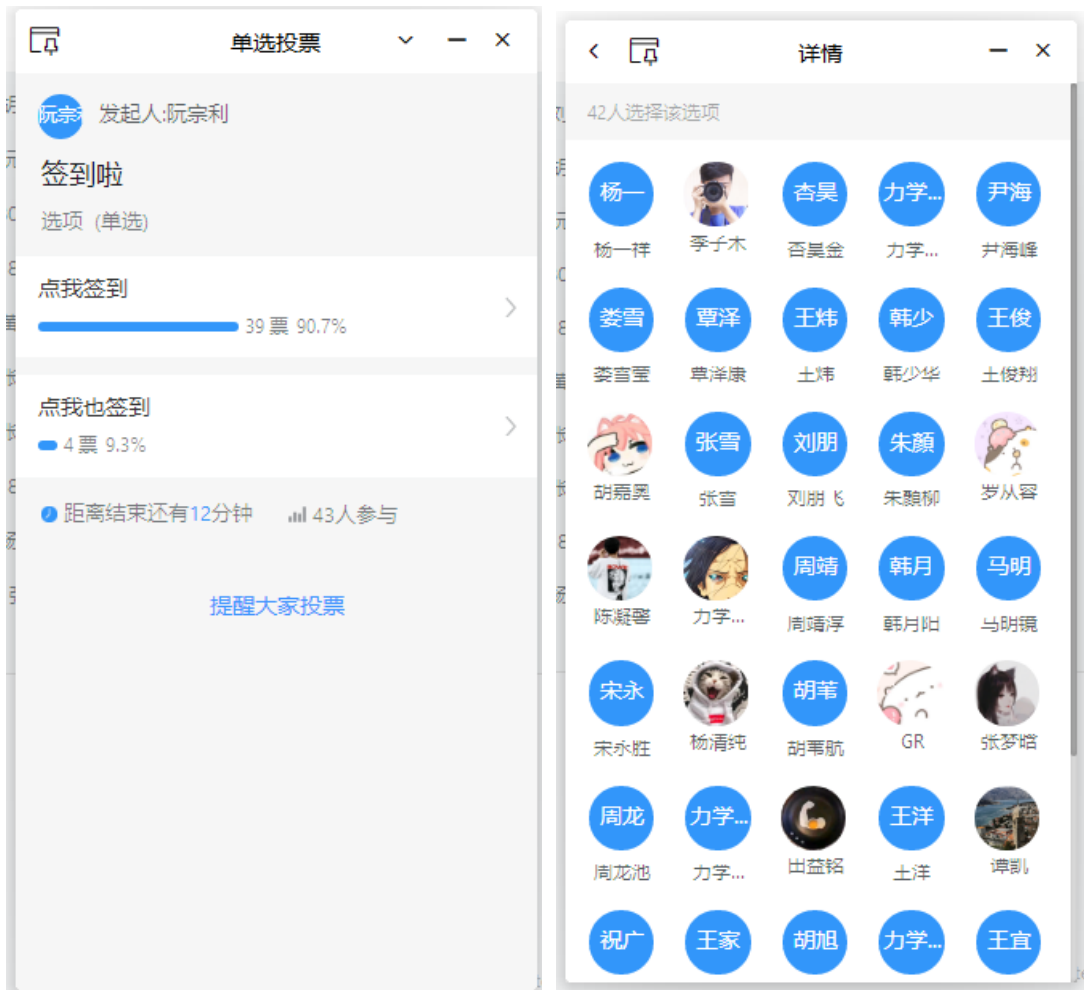 单选投票
阮宗
发起人:阮宗利
签到啦
选项 (单选)
点我签到
39 票 90.7%
点我也签到
4 票 9.3%
距离结束还有12分钟 43人参与
提醒大家投票
详情
42人选择该选项
杨一 杏昊 力学... 尹海
杨一祥 李子木 杏昊金 力学... 尹海峰
娄雪 覃泽 王炜 韩少 王俊
娄雪莹 覃泽康 王炜 韩少华 王俊翔
张雪 刘朋 朱颜
胡嘉奥 张雪 刘朋飞 朱颜柳 罗从容
周靖 韩月 马明
陈凝馨 力学... 周靖淳 韩月阳 马明镜
宋永 胡苇
宋永胜 杨清纯 胡苇航 GR 张梦晗
周龙 力学... 王洋
周龙池 力学... 田益铭 王洋 谭凯
祝广 王家 胡旭 力学... 王宜